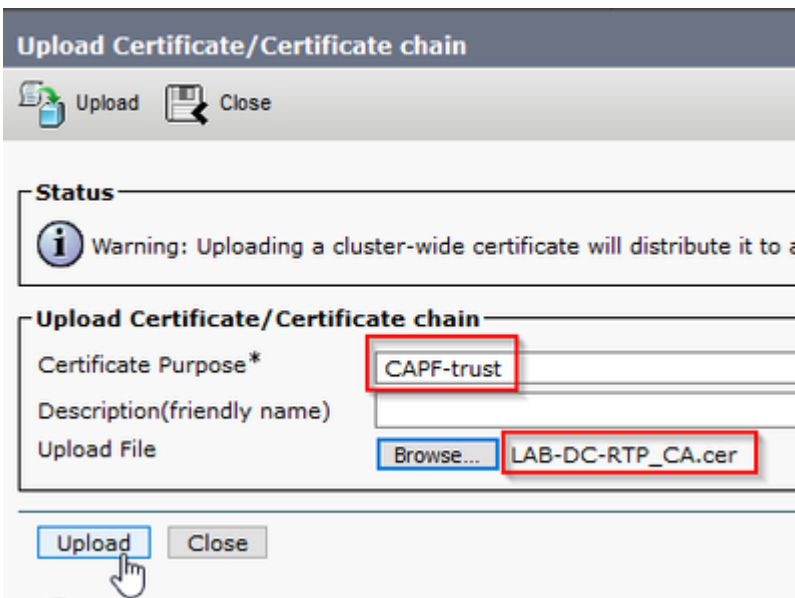 Upload Certificate/Certificate chain
Upload Close
Status
i Warning: Uploading a cluster-wide certificate will distribute it to a
Upload Certificate/Certificate chain
Certificate Purpose* CAPF-trust
Description(friendly name)
Upload File Browse... LAB-DC-RTP_CA.cer
Upload Close